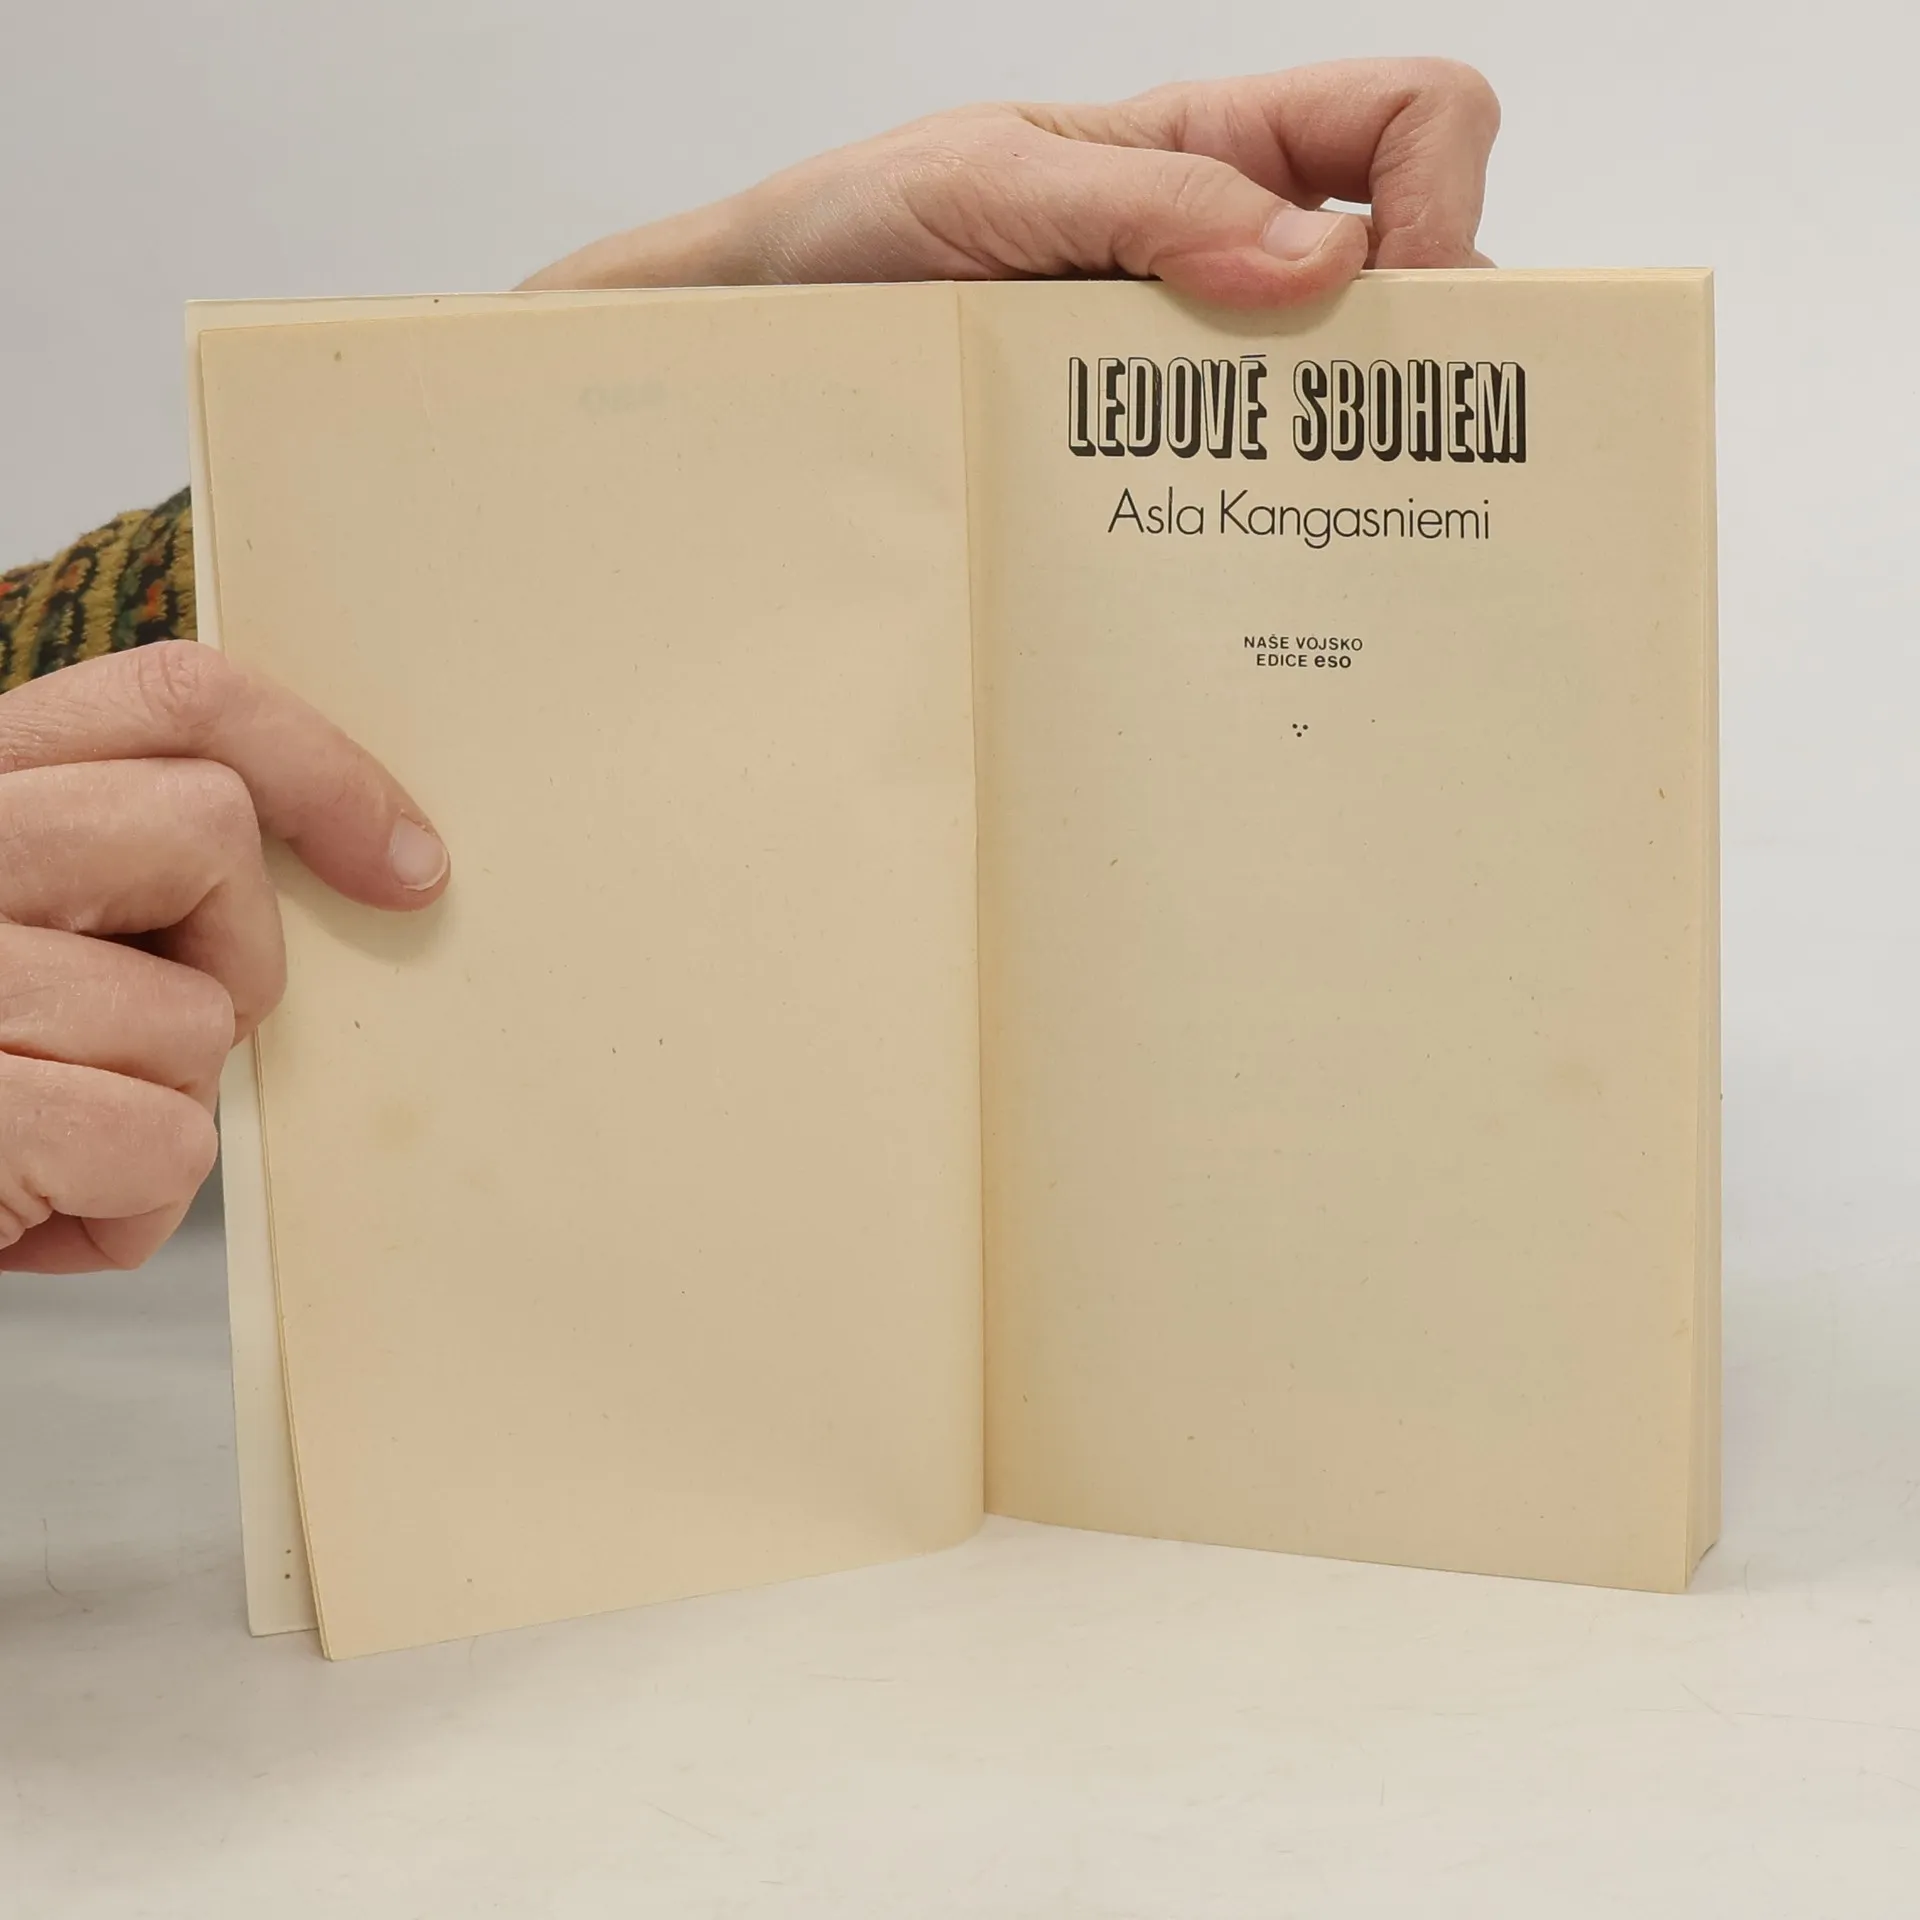 LEDOVÉ SBOHEM
Asla Kangasniemi
NAŠE VOJSKO
EDICE eso